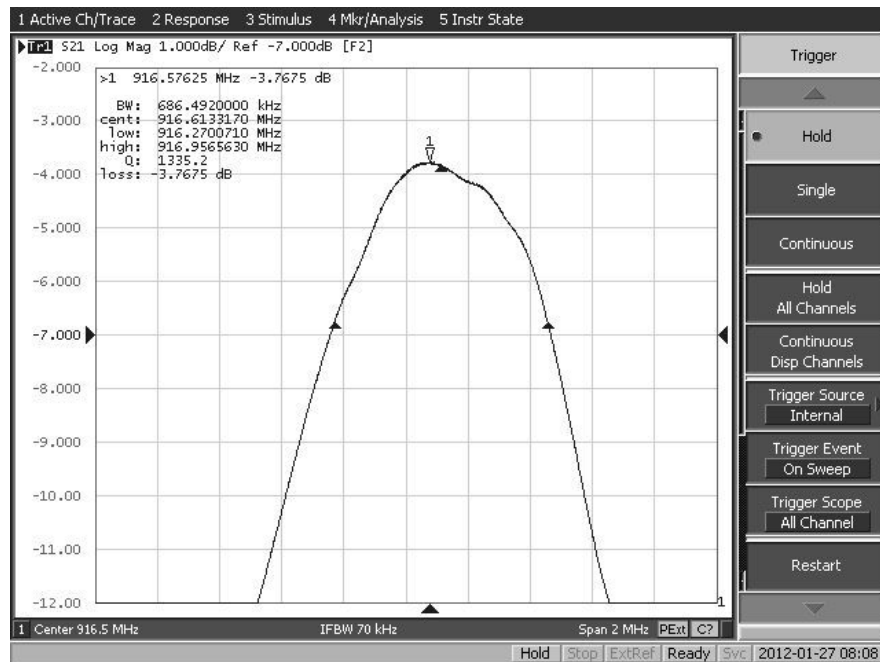 1 Active Ch/Trace 2 Response 3 Stimulus 4 Mkr/Analysis 5 Instr State
Tr1 S21 Log Mag 1.000dB/ Ref -7.000dB [F2]
-2.000
-3.000
-4.000
-5.000
-6.000
-7.000
-8.000
-9.000
-10.00
-11.00
-12.00
>1 916.57625 MHz -3.7675 dB
BW: 686.4920000 kHz
cent: 916.6133170 MHz
low: 916.2700710 MHz
high: 916.9565630 MHz
Q: 1335.2
loss: -3.7675 dB
1
1
1 Center 916.5 MHz IFBW 70 kHz Span 2 MHz PExt C?
Trigger
Hold
Single
Continuous
Hold
All Channels
Continuous
Disp Channels
Trigger Source
Internal
Trigger Event
On Sweep
Trigger Scope
All Channel
Restart
Hold Stop ExtRef Ready Svc 2012-01-27 08:08